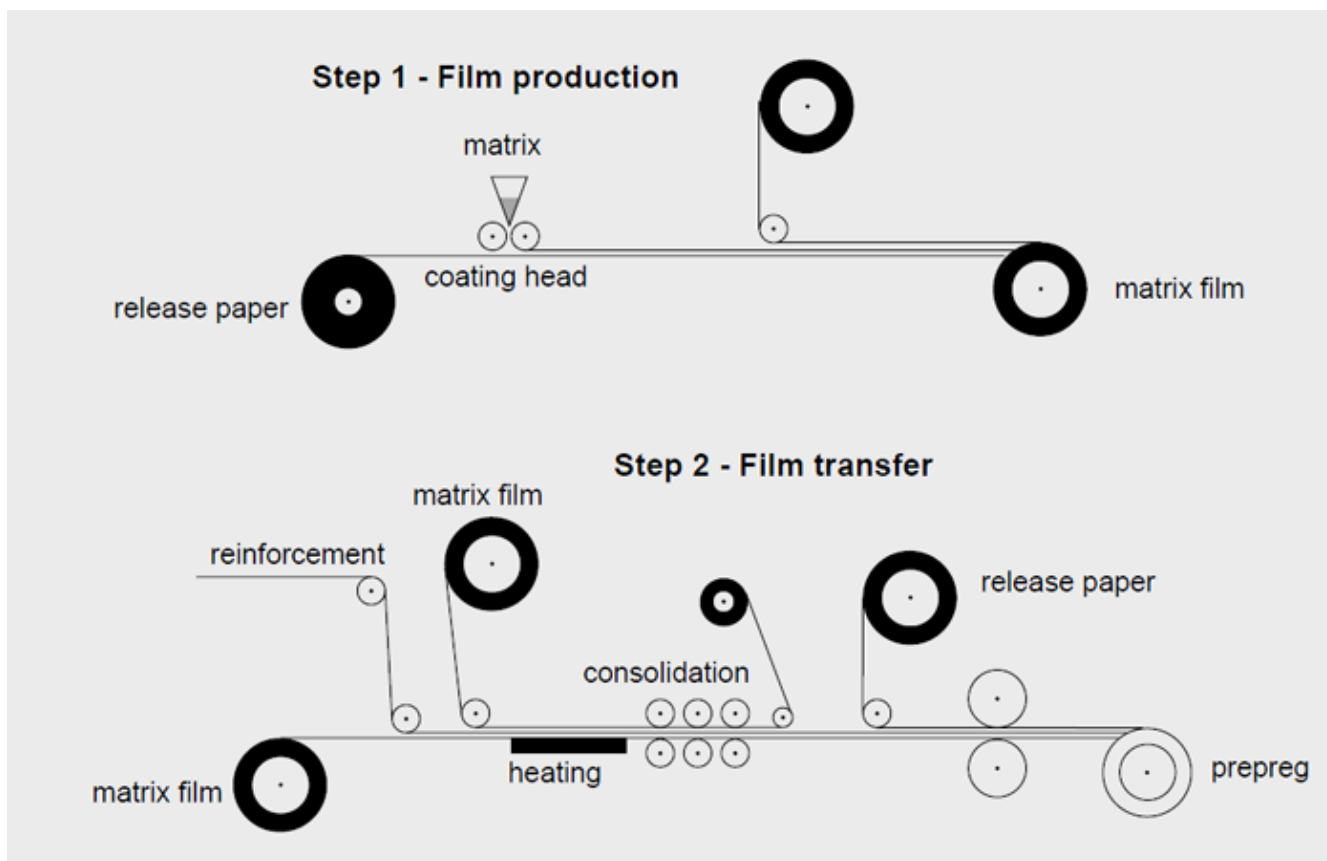 Step 1 - Film production
matrix
coating head
release paper
matrix film
Step 2 - Film transfer
matrix film
reinforcement
release paper
consolidation
heating
matrix film
prepreg